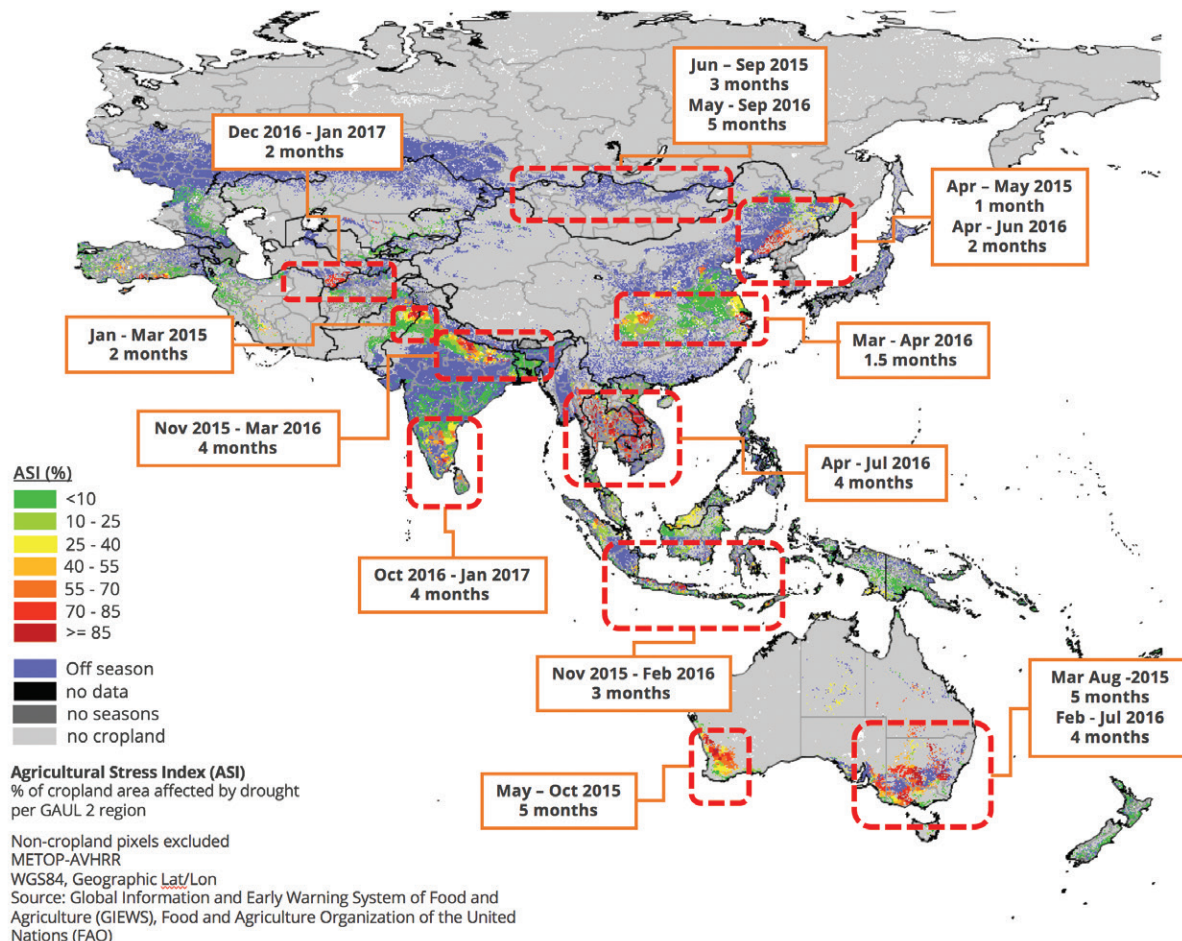 Jun – Sep 2015
3 months
May - Sep 2016
5 months
Dec 2016 - Jan 2017
2 months
Apr – May 2015
1 month
Apr - Jun 2016
2 months
Jan - Mar 2015
2 months
Mar - Apr 2016
1.5 months
Nov 2015 - Mar 2016
4 months
Apr - Jul 2016
4 months
Oct 2016 - Jan 2017
4 months
Nov 2015 - Feb 2016
3 months
Mar Aug -2015
5 months
Feb - Jul 2016
4 months
May – Oct 2015
5 months
ASI (%)
<10
10 - 25
25 - 40
40 - 55
55 - 70
70 - 85
>= 85
Off season
no data
no seasons
no cropland
Agricultural Stress Index (ASI)
% of cropland area affected by drought
per GAUL 2 region
Non-cropland pixels excluded
METOP-AVHRR
WGS84, Geographic Lat/Lon
Source: Global Information and Early Warning System of Food and
Agriculture (GIEWS), Food and Agriculture Organization of the United
Nations (FAO)